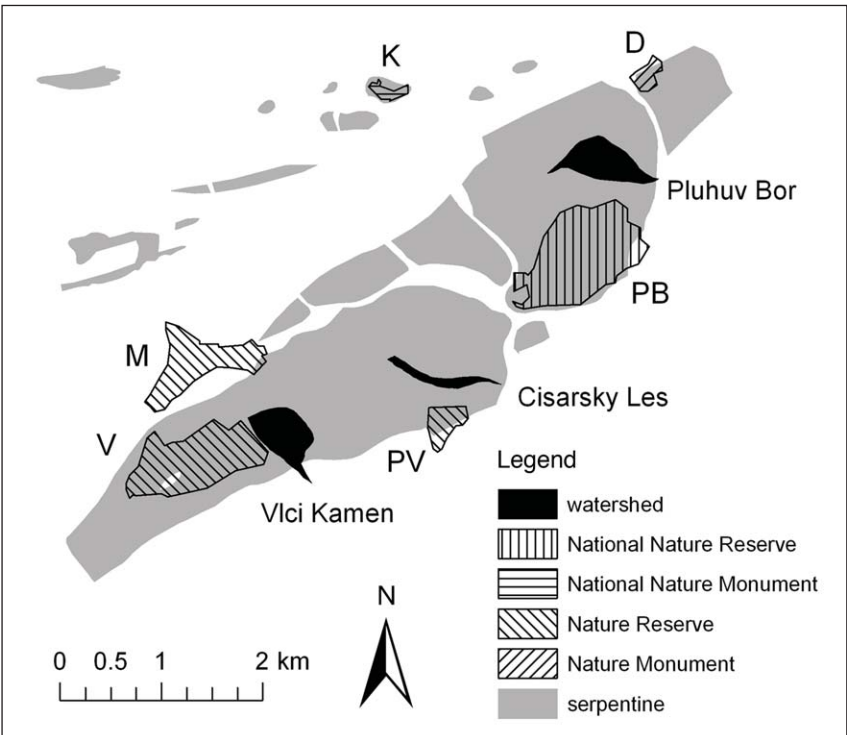 K
D
Pluhuv Bor
PB
M
Cisarsky Les
V
PV
Vlci Kamen
Legend
watershed
National Nature Reserve
National Nature Monument
Nature Reserve
Nature Monument
serpentine
N
0 0.5 1 2 km